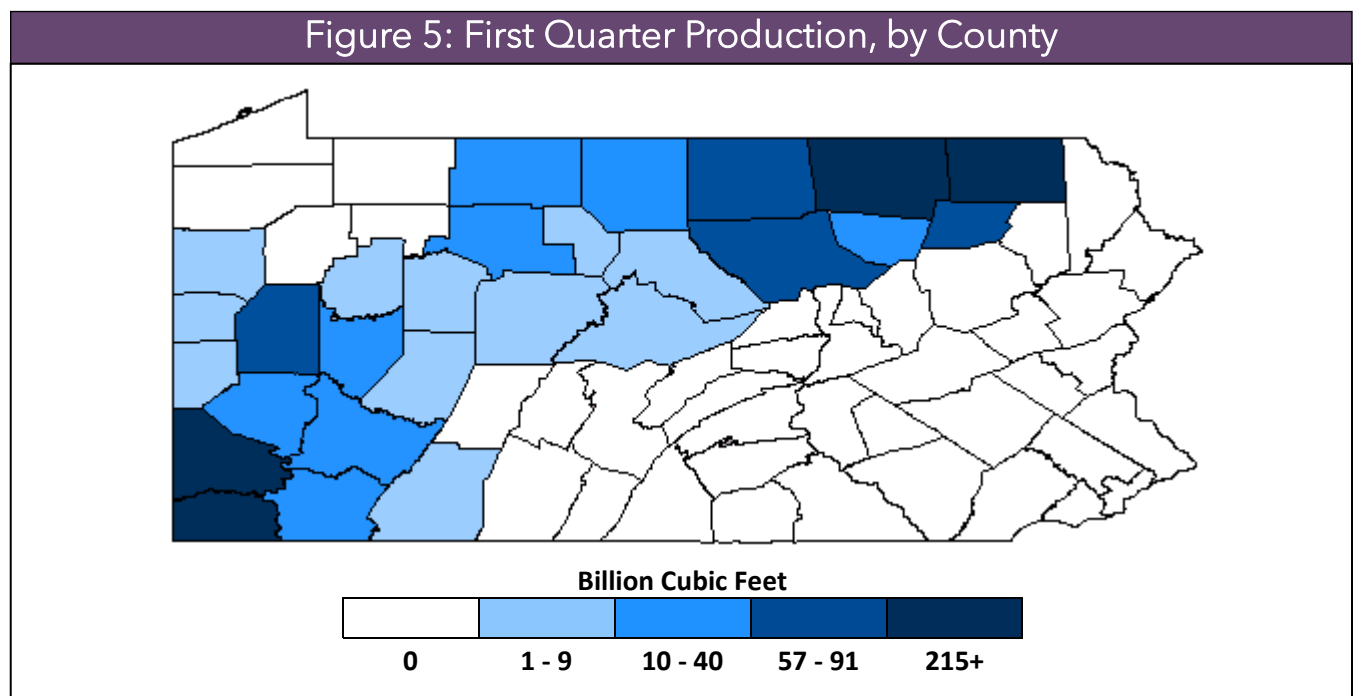 Figure 5: First Quarter Production, by County
Billion Cubic Feet
0 1 - 9 10 - 40 57 - 91 215+